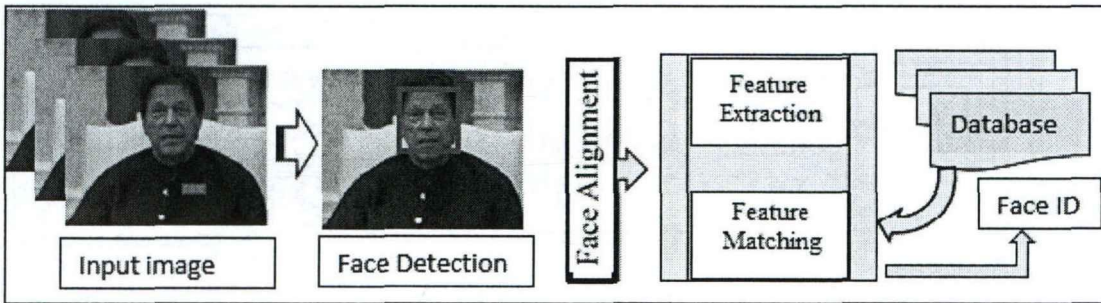 Input image
Face Detection
Face Alignment
Feature
Extraction
Feature
Matching
Database
Face ID